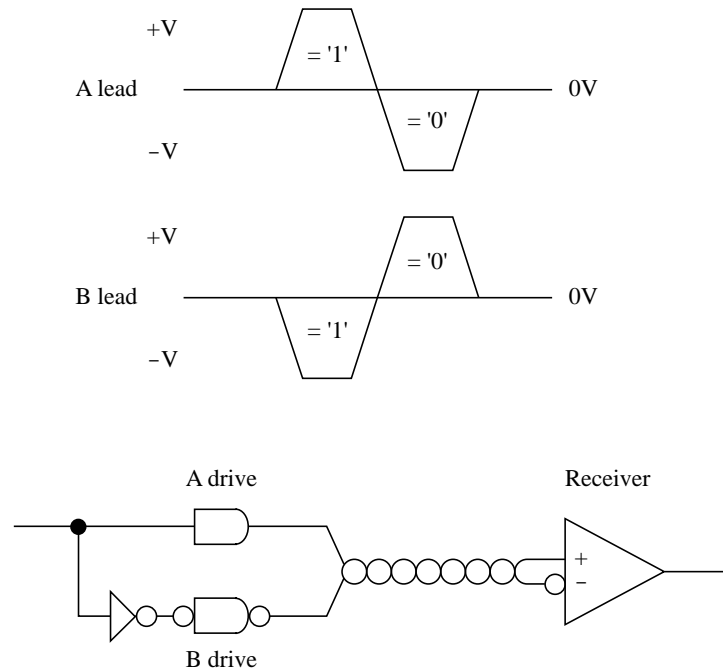 +V
= '1'
A lead
0V
= '0'
−V
+V
= '0'
B lead
0V
= '1'
−V
A drive
Receiver
+
−
B drive